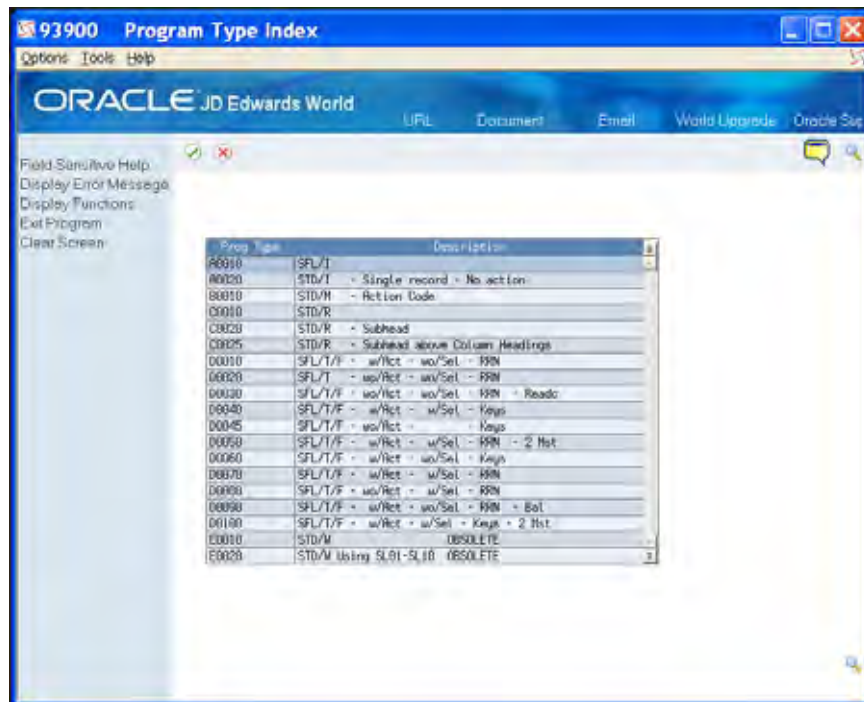 93900 Program Type Index
Options Tools Help
ORACLE JD Edwards World
URL Document Email World Upgrade Oracle Sup
Field Sensitive Help
Display Error Message
Display Functions
Exit Program
Clear Screen
Prog Type Description
A0010 SFL/I
A0020 STD/I - Single record - No action
B0010 STD/M - Action Code
C0010 STD/R
C0020 STD/R - Subhead
C0025 STD/R - Subhead above Column Headings
D0010 SFL/T/F - w/Act - wo/Sel - RRN
D0020 SFL/T - wo/Act - wo/Sel - RRN
D0030 SFL/T/F - wo/Act - wo/Sel - RRN - Readc
D0040 SFL/T/F - w/Act - w/Sel - Keys
D0045 SFL/T/F - wo/Act - - Keys
D0050 SFL/T/F - w/Act - w/Sel - RRN - 2 Mst
D0060 SFL/T/F - w/Act - wo/Sel - Keys
D0070 SFL/T/F - w/Act - w/Sel - RRN
D0080 SFL/T/F - wo/Act - w/Sel - RRN
D0090 SFL/T/F - w/Act - wo/Sel - RRN - Bal
D0100 SFL/T/F - w/Act - w/Sel - Keys - 2 Mst
E0010 STD/W OBSOLETE
E0020 STD/W Using SL01-SL10 OBSOLETE